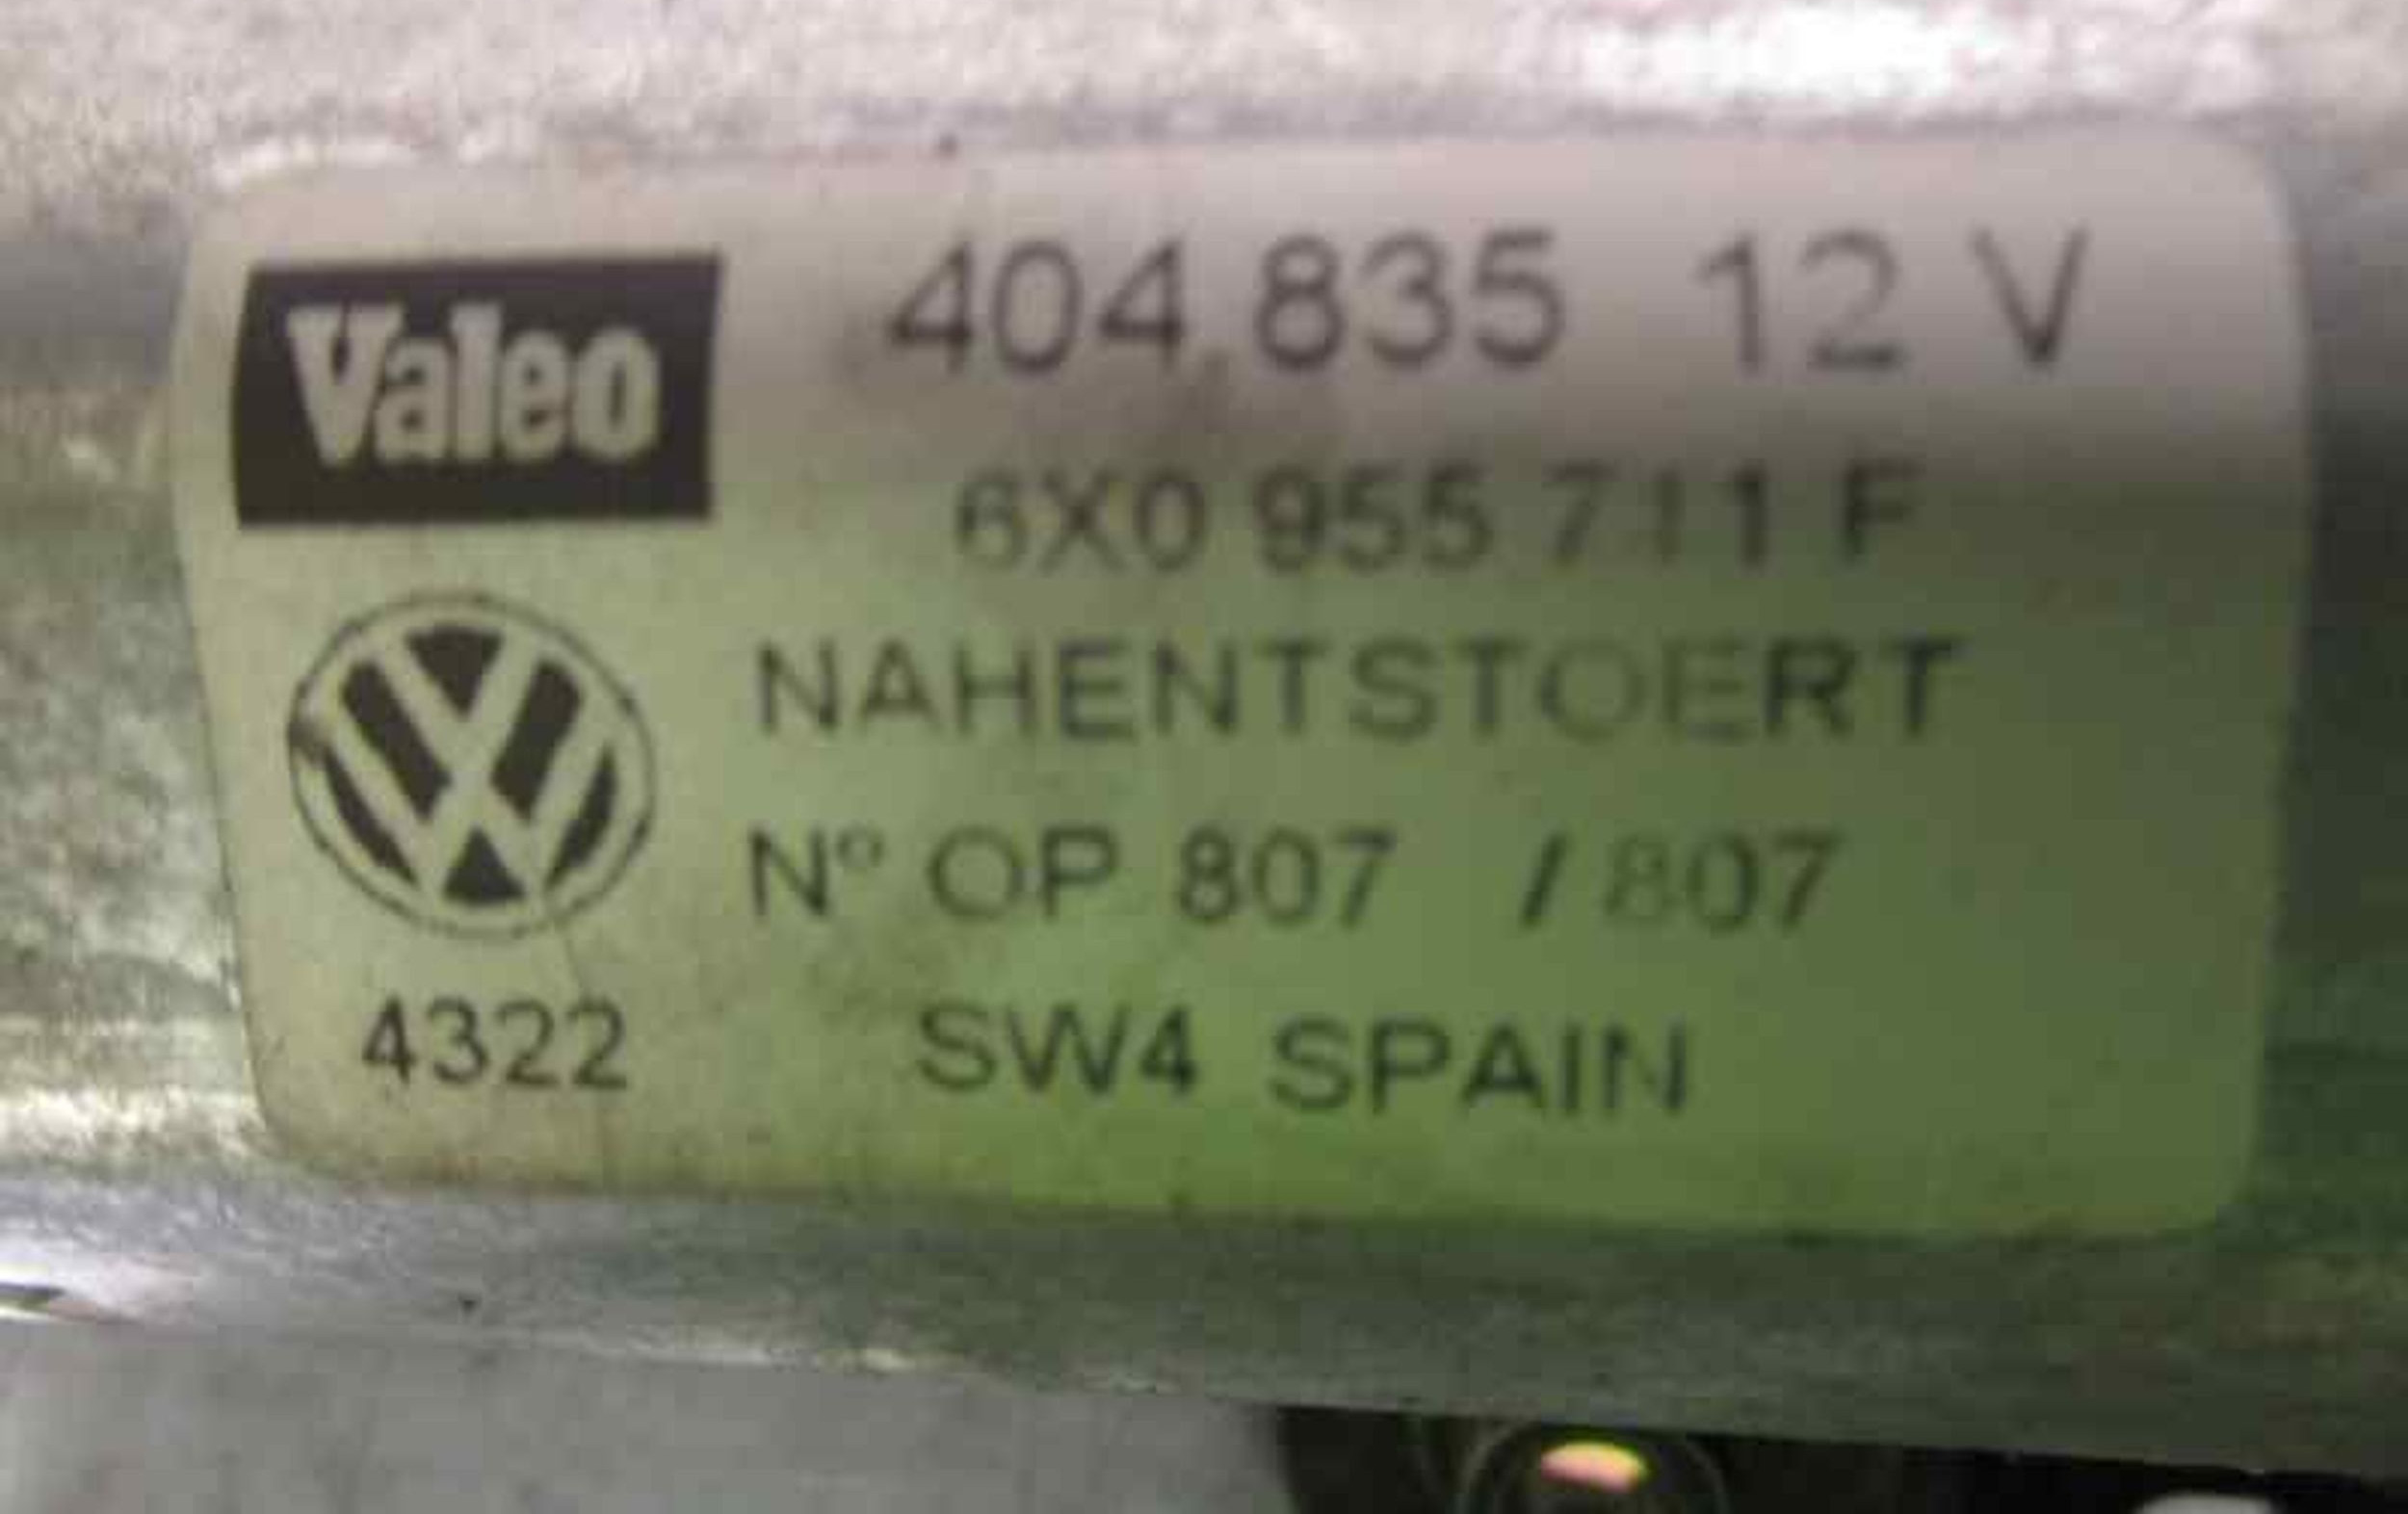 Valeo 404.835 12 V
6X0 955 711 F
NAHENTSTOERT
Nº OP 807 / 807
4322 SW4 SPAIN